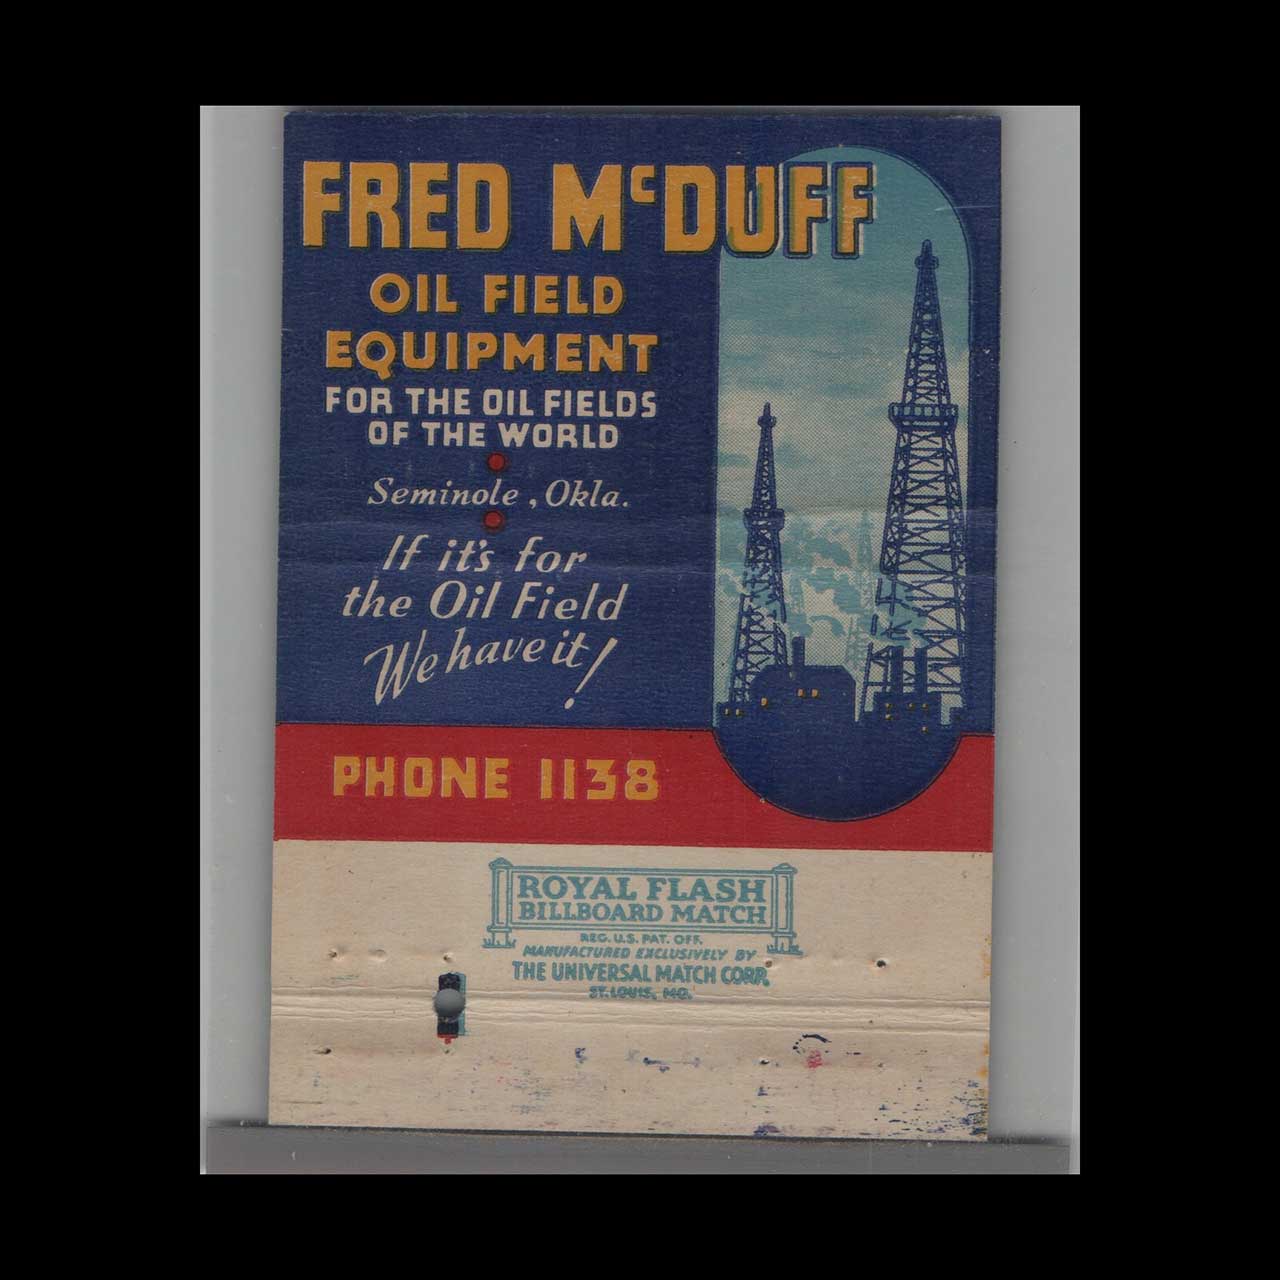 FRED McDUFF
OIL FIELD
EQUIPMENT
FOR THE OIL FIELDS
OF THE WORLD
Seminole, Okla.
If it's for
the Oil Field
We have it!
PHONE 1138
ROYAL FLASH
BILLBOARD MATCH
REG. U.S. PAT. OFF.
MANUFACTURED EXCLUSIVELY BY
THE UNIVERSAL MATCH CORP.
ST. LOUIS, MO.